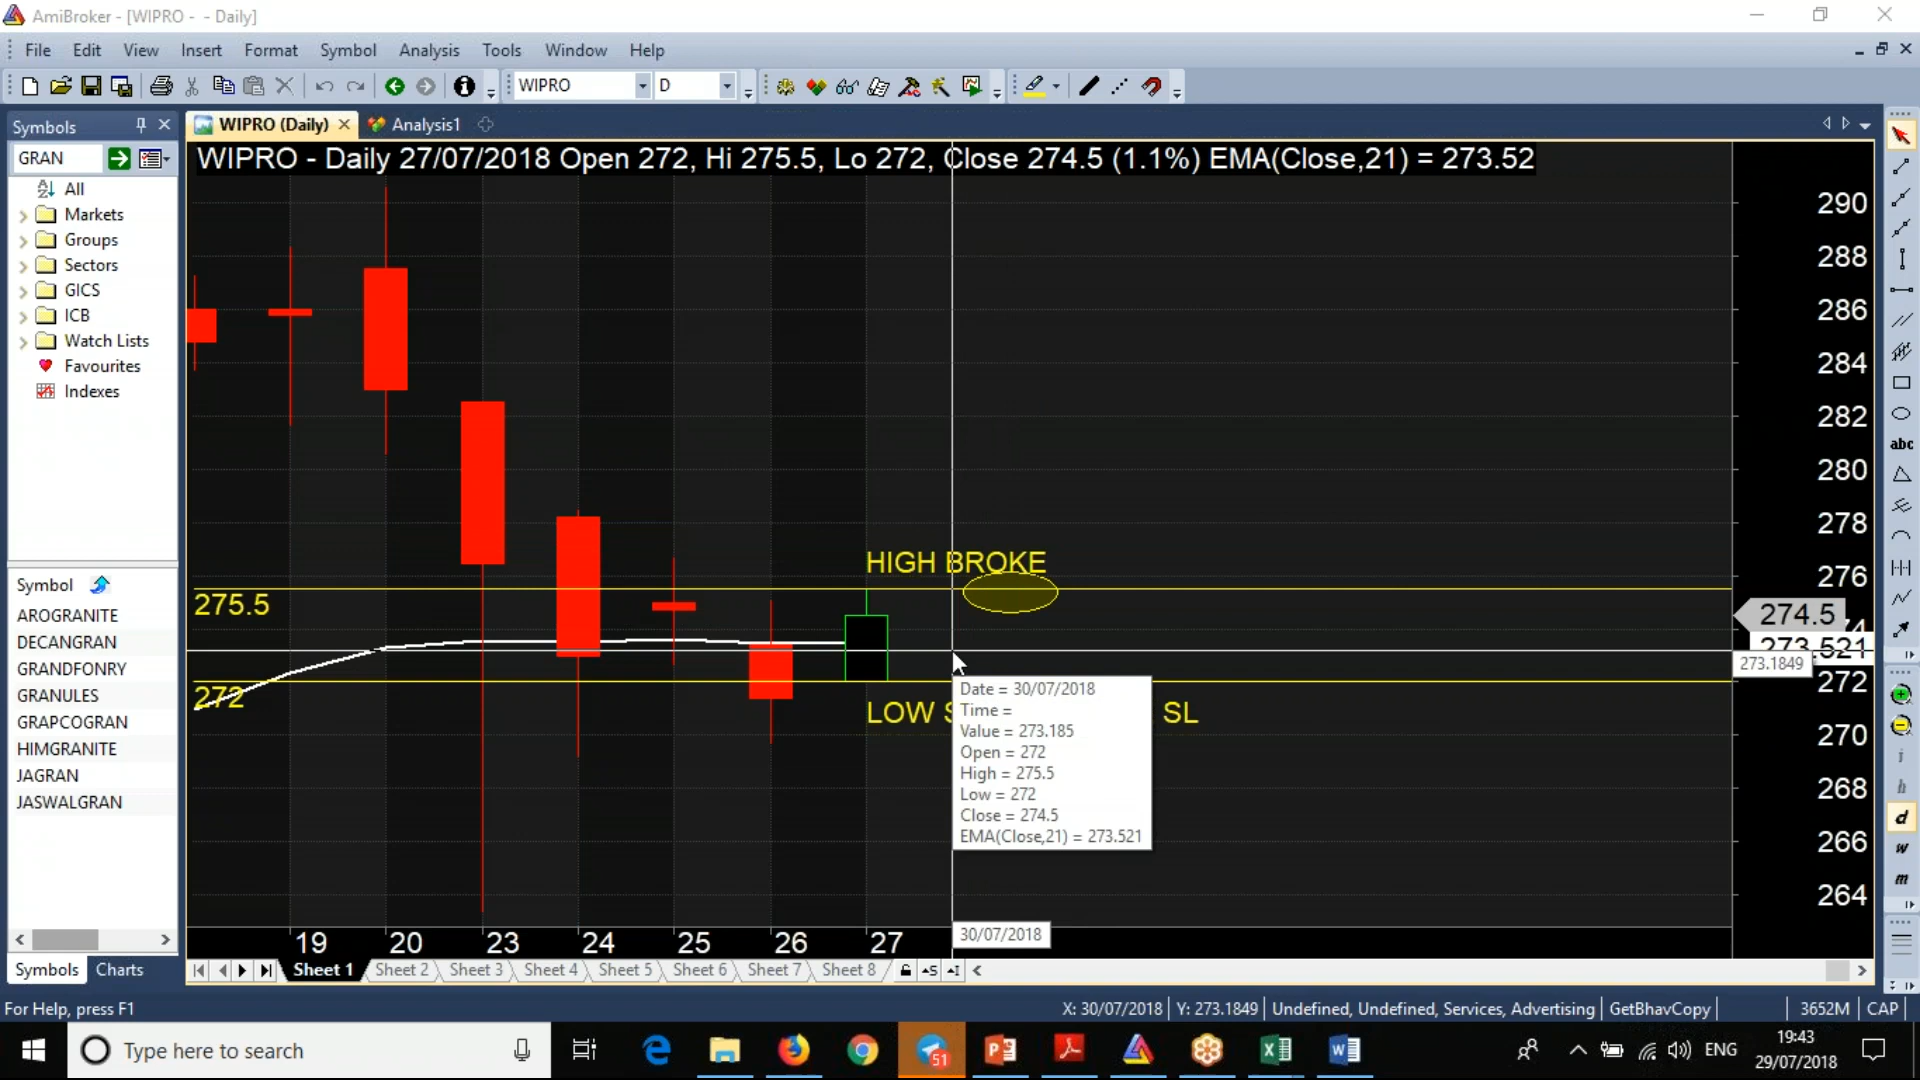 AmiBroker - [WIPRO - - Daily]
File Edit View Insert Format Symbol Analysis Tools Window Help
WIPRO D
Symbols
WIPRO (Daily) Analysis1
GRAN
WIPRO - Daily 27/07/2018 Open 272, Hi 275.5, Lo 272, Close 274.5 (1.1%) EMA(Close,21) = 273.52
All
Markets
Groups
Sectors
GICS
ICB
Watch Lists
Favourites
Indexes
290
288
286
284
282
280
278
276
274.5
273.521
273.1849
272
270
268
266
264
HIGH BROKE
275.5
272
LOW S
SL
Date = 30/07/2018
Time =
Value = 273.185
Open = 272
High = 275.5
Low = 272
Close = 274.5
EMA(Close,21) = 273.521
Symbol
AROGRANITE
DECANGRAN
GRANDFONRY
GRANULES
GRAPCOGRAN
HIMGRANITE
JAGRAN
JASWALGRAN
19 20 23 24 25 26 27 30/07/2018
Symbols Charts
Sheet 1 Sheet 2 Sheet 3 Sheet 4 Sheet 5 Sheet 6 Sheet 7 Sheet 8
abc
i
h
d
w
m
For Help, press F1
X: 30/07/2018 Y: 273.1849 Undefined, Undefined, Services, Advertising GetBhavCopy 3652M CAP
Type here to search
51
ENG
19:43
29/07/2018